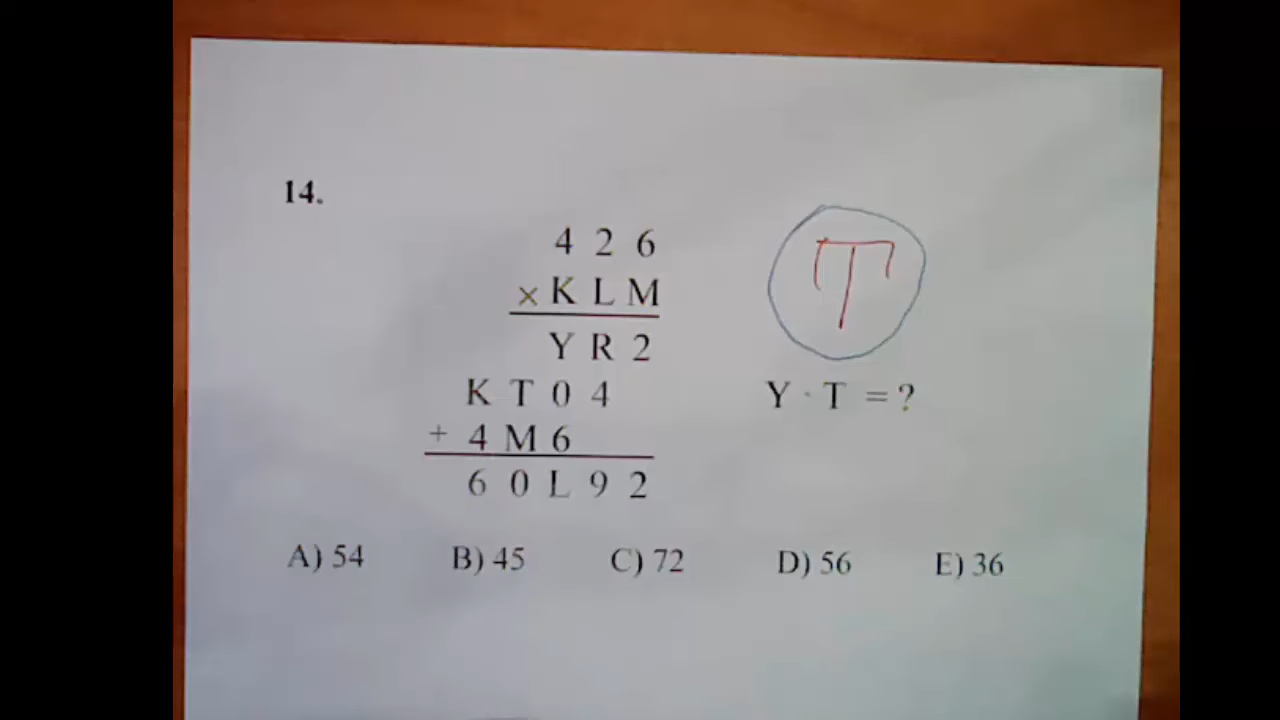 14.
4 2 6
× K L M
Y R 2
K T 0 4
+ 4 M 6
6 0 L 9 2
T
Y · T = ?
A) 54 B) 45 C) 72 D) 56 E) 36